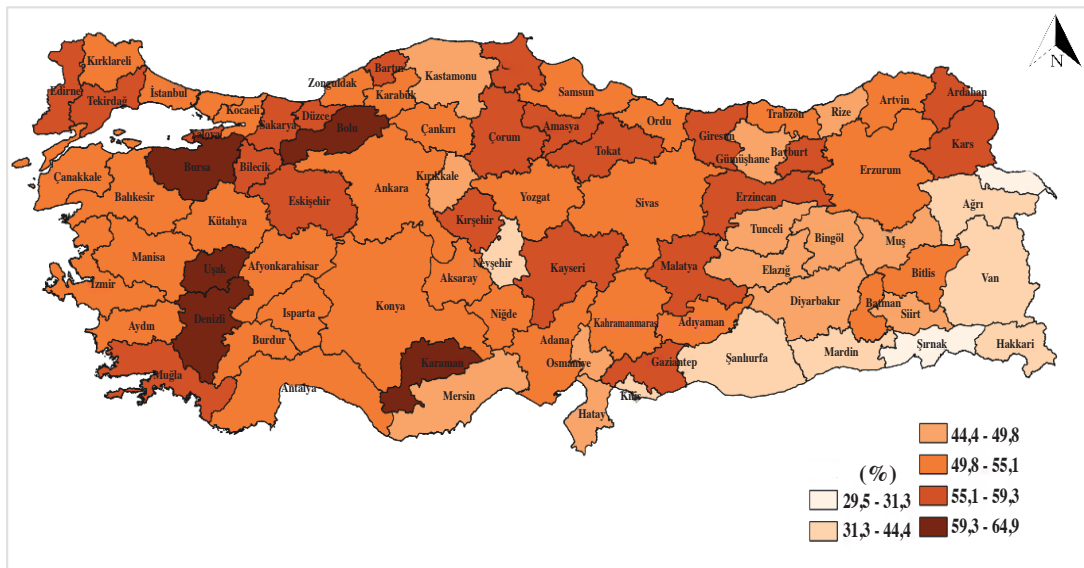 N
Kırklareli
Edirne
Tekirdağ
İstanbul
Kocaeli
Sakarya
Düzce
Zonguldak
Bartın
Karabük
Kastamonu
Bolu
Çankırı
Samsun
Çorum
Amasya
Tokat
Ordu
Giresun
Trabzon
Gümüşhane
Bayburt
Rize
Artvin
Ardahan
Kars
Erzurum
Ağrı
Çanakkale
Balıkesir
Bursa
Bilecik
Eskişehir
Kütahya
Ankara
Kırıkkale
Kırşehir
Yozgat
Sivas
Erzincan
Tunceli
Bingöl
Muş
Manisa
Uşak
Afyonkarahisar
Nevşehir
Kayseri
Malatya
Elazığ
Bitlis
Van
İzmir
Aydın
Denizli
Isparta
Burdur
Konya
Aksaray
Niğde
Kahramanmaraş
Adıyaman
Diyarbakır
Batman
Siirt
Muğla
Antalya
Karaman
Mersin
Adana
Osmaniye
Gaziantep
Kilis
Hatay
Şanlıurfa
Mardin
Şırnak
Hakkari
(%)
29,5 - 31,3
31,3 - 44,4
44,4 - 49,8
49,8 - 55,1
55,1 - 59,3
59,3 - 64,9